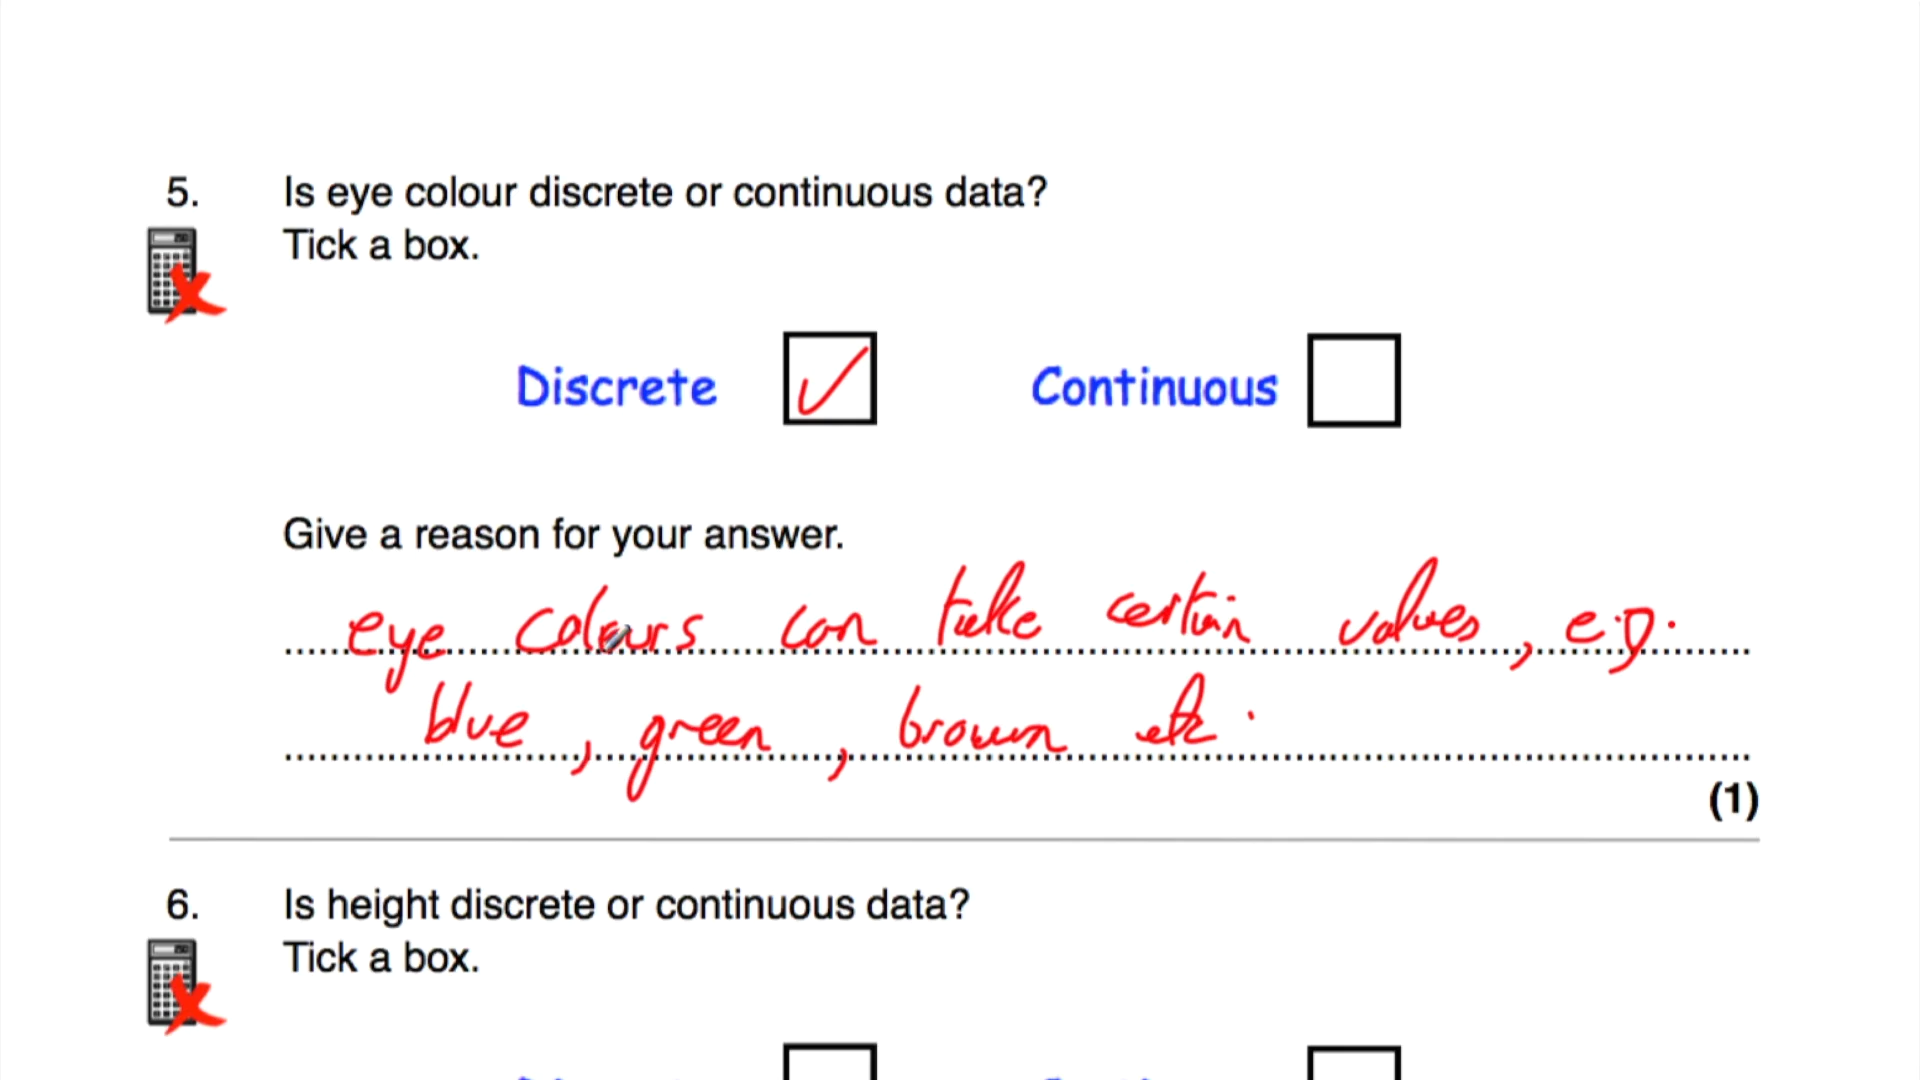 5. Is eye colour discrete or continuous data?
Tick a box.
Discrete Continuous
Give a reason for your answer.
eye colours can take certain values, e.g.
blue, green, brown etc.
(1)
6. Is height discrete or continuous data?
Tick a box.